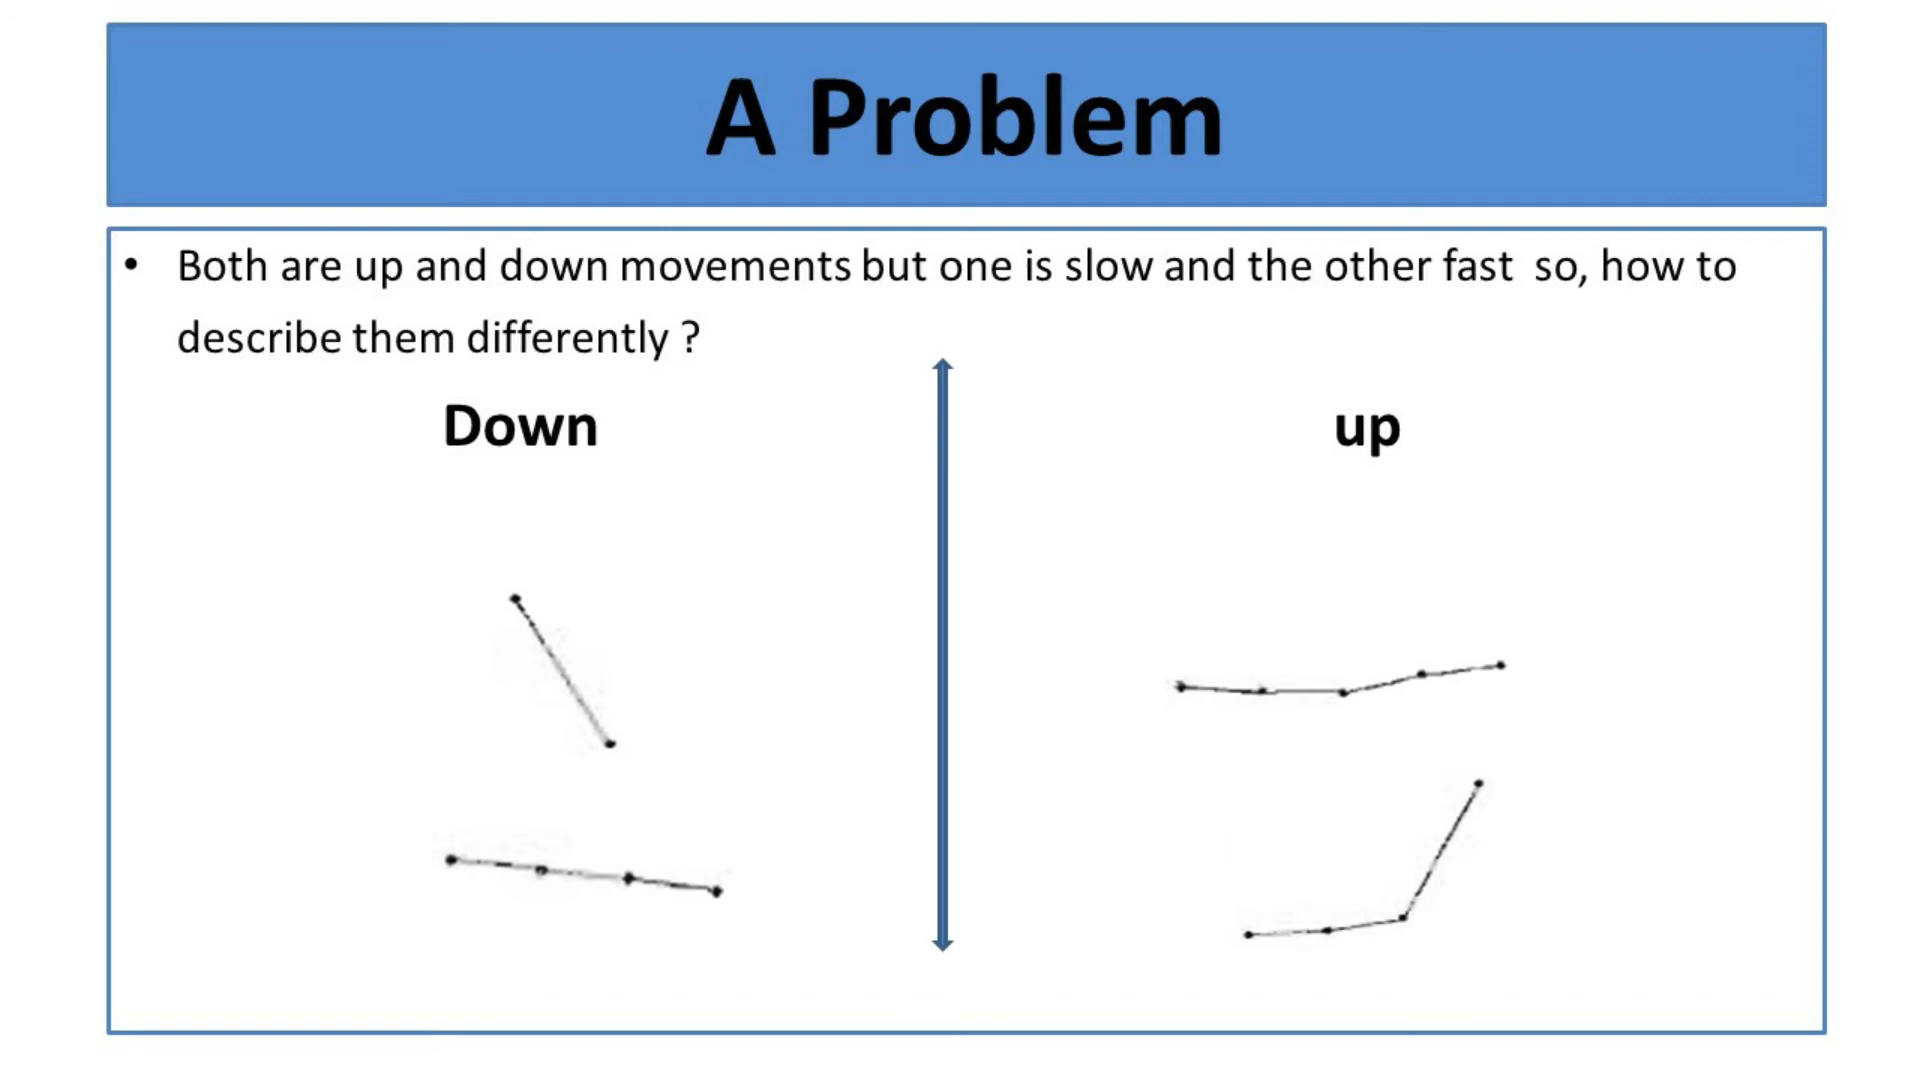 A Problem
• Both are up and down movements but one is slow and the other fast  so, how to
describe them differently ?
Down
up